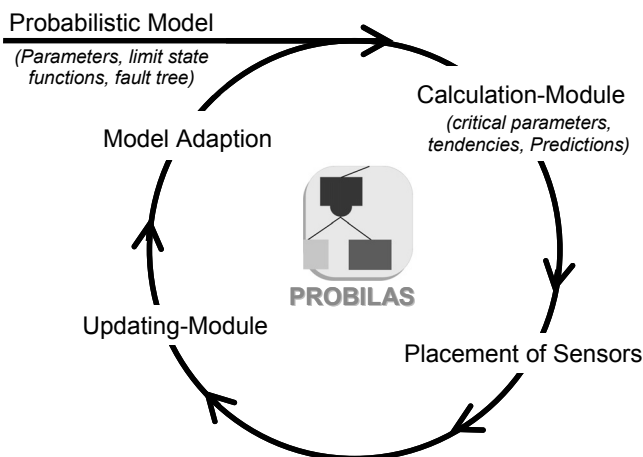 Probabilistic Model
(Parameters, limit state
functions, fault tree)
Calculation-Module
(critical parameters,
tendencies, Predictions)
Model Adaption
PROBILAS
Updating-Module
Placement of Sensors